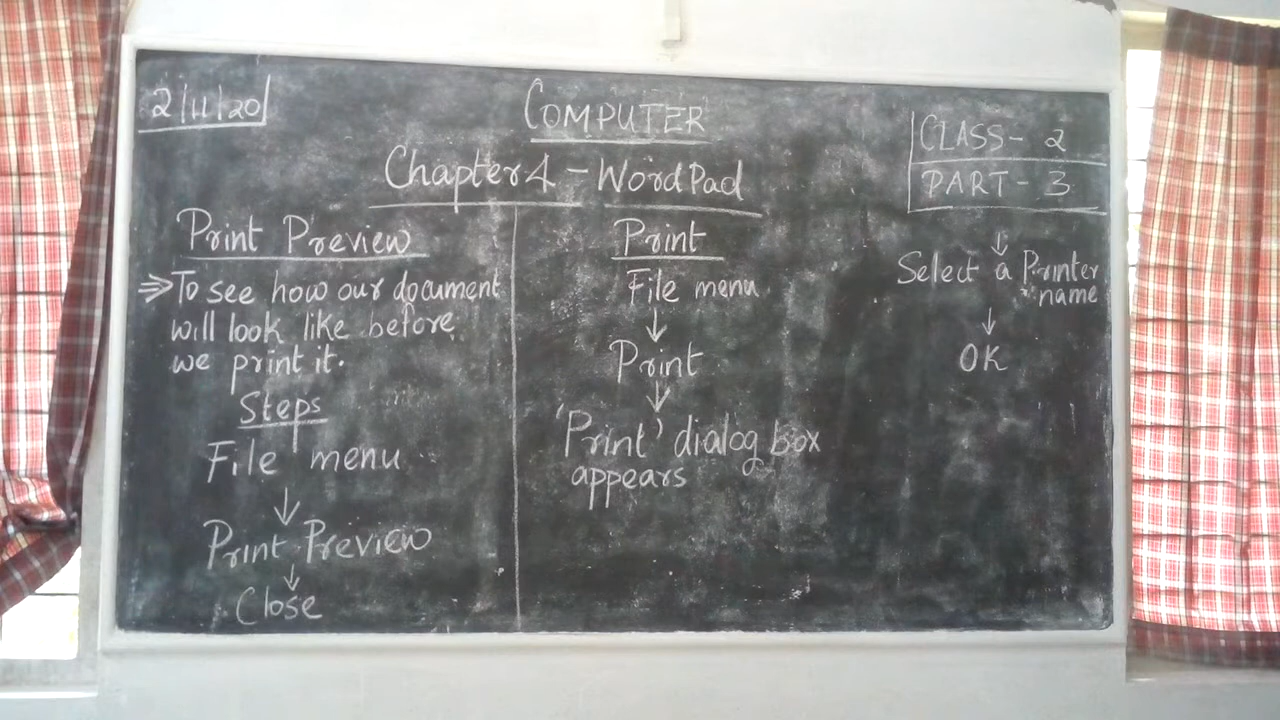 2/11/20
COMPUTER
CLASS- 2
PART- 3
Chapter 4 - WordPad
Print Preview
⇒ To see how our document
will look like before
we print it.
Steps
File menu
↓
Print Preview
↓
Close
Print
File menu
↓
Print
↓
'Print' dialog box
appears
↓
Select a Printer
name
↓
OK